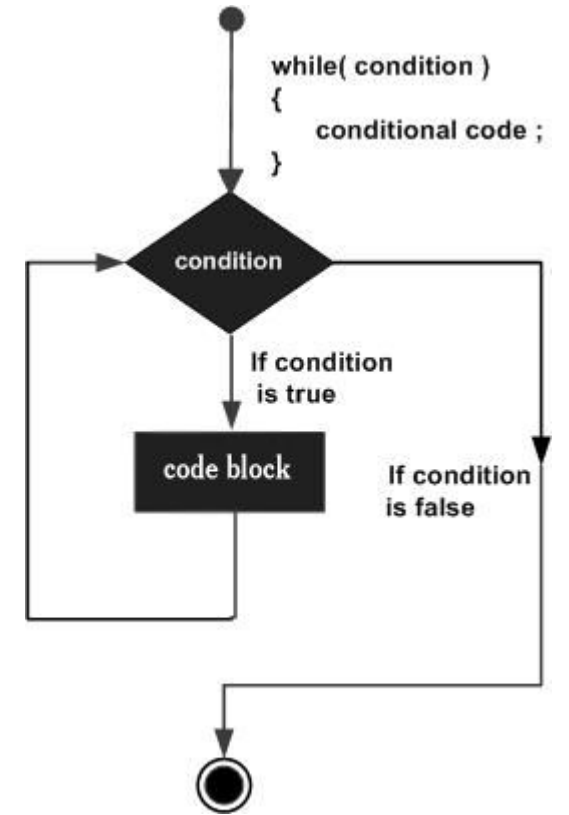 while( condition )
{
conditional code ;
}
condition
If condition
is true
code block
If condition
is false